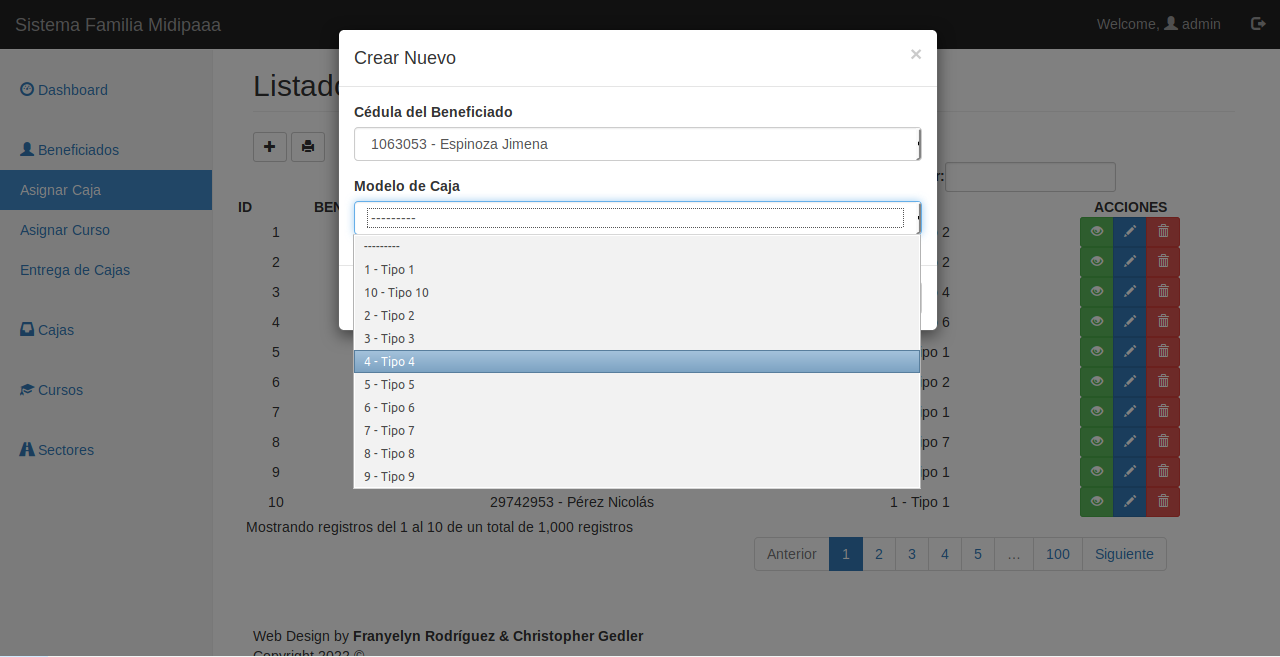 Sistema Familia Midipaaa
Welcome, admin
Crear Nuevo
×
Dashboard
Listado
Cédula del Beneficiado
1063053 - Espinoza Jimena
Beneficiados
Modelo de Caja
Asignar Caja
r:
---------
ID
BEN
ACCIONES
Asignar Curso
Entrega de Cajas
Cajas
Cursos
Sectores
---------
1 - Tipo 1
10 - Tipo 10
2 - Tipo 2
3 - Tipo 3
4 - Tipo 4
5 - Tipo 5
6 - Tipo 6
7 - Tipo 7
8 - Tipo 8
9 - Tipo 9
1 2
2 2
3 4
4 6
5 po 1
6 po 2
7 po 1
8 po 7
9 po 1
10 29742953 - Pérez Nicolás 1 - Tipo 1
Mostrando registros del 1 al 10 de un total de 1,000 registros
Anterior 1 2 3 4 5 … 100 Siguiente
Web Design by Franyelyn Rodríguez & Christopher Gedler
Copyright 2022 ©